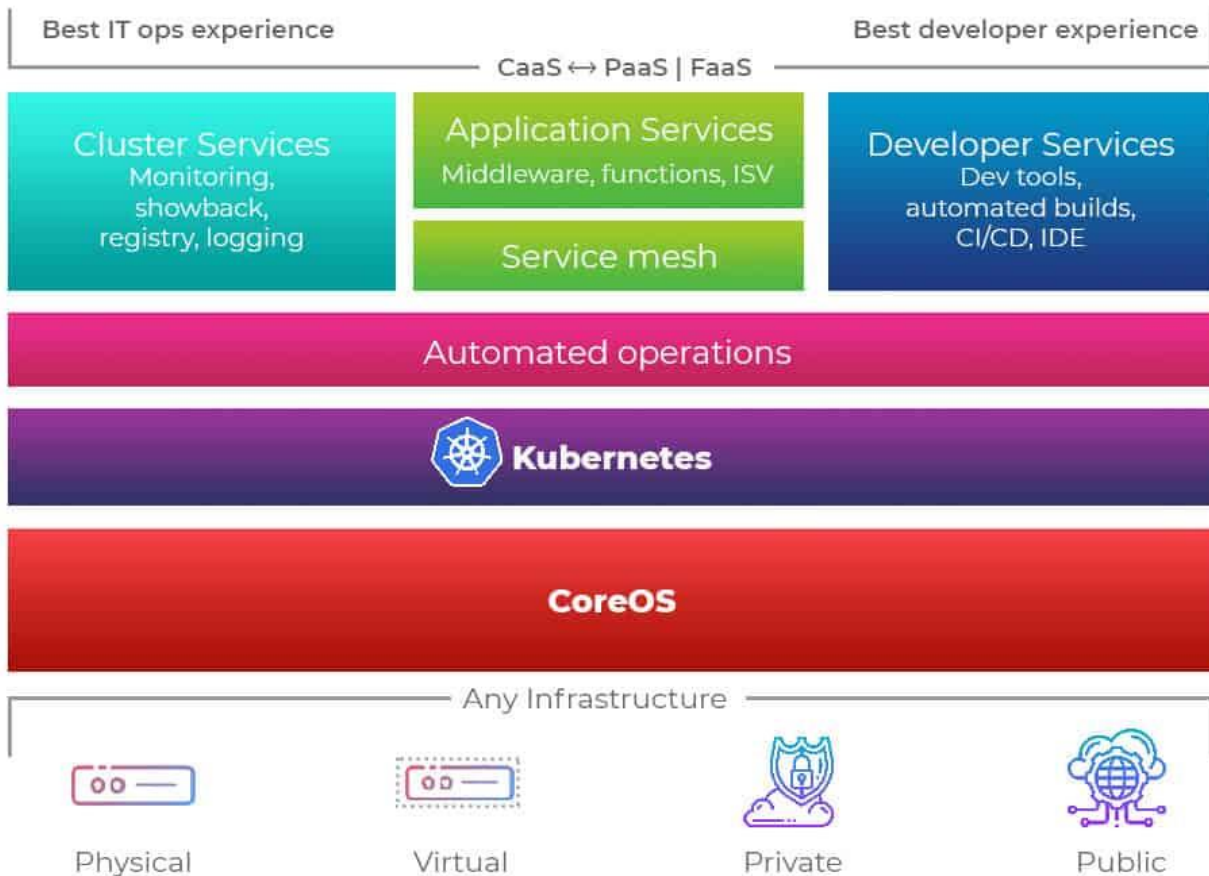 Best IT ops experience
Best developer experience
CaaS ↔ PaaS | FaaS
Cluster Services
Monitoring,
showback,
registry, logging
Application Services
Middleware, functions, ISV
Service mesh
Developer Services
Dev tools,
automated builds,
CI/CD, IDE
Automated operations
Kubernetes
CoreOS
Any Infrastructure
Physical
Virtual
Private
Public